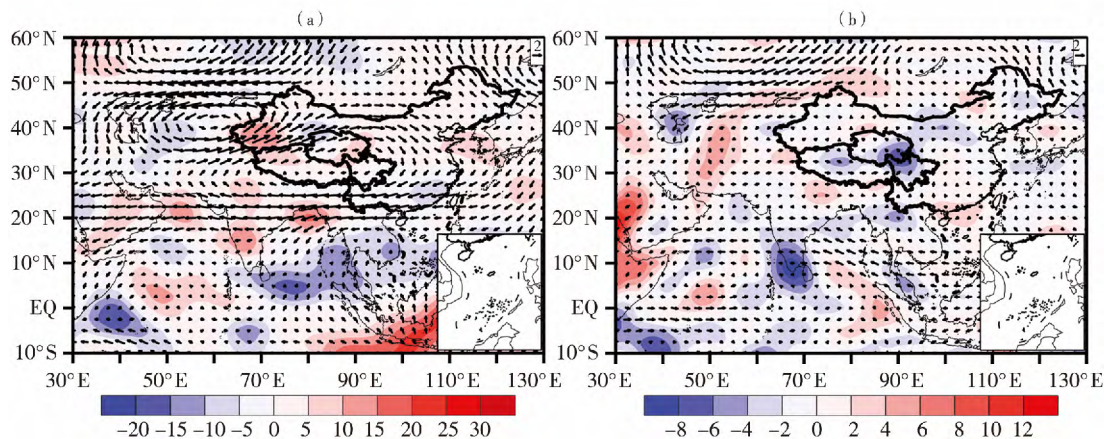 （a） （b）
60°N 2 60°N 2
50°N 50°N
40°N 40°N
30°N 30°N
20°N 20°N
10°N 10°N
EQ EQ
10°S 10°S
30°E 50°E 70°E 90°E 110°E 130°E 30°E 50°E 70°E 90°E 110°E 130°E
−20 −15 −10 −5 0 5 10 15 20 25 30 −8 −6 −4 −2 0 2 4 6 8 10 12